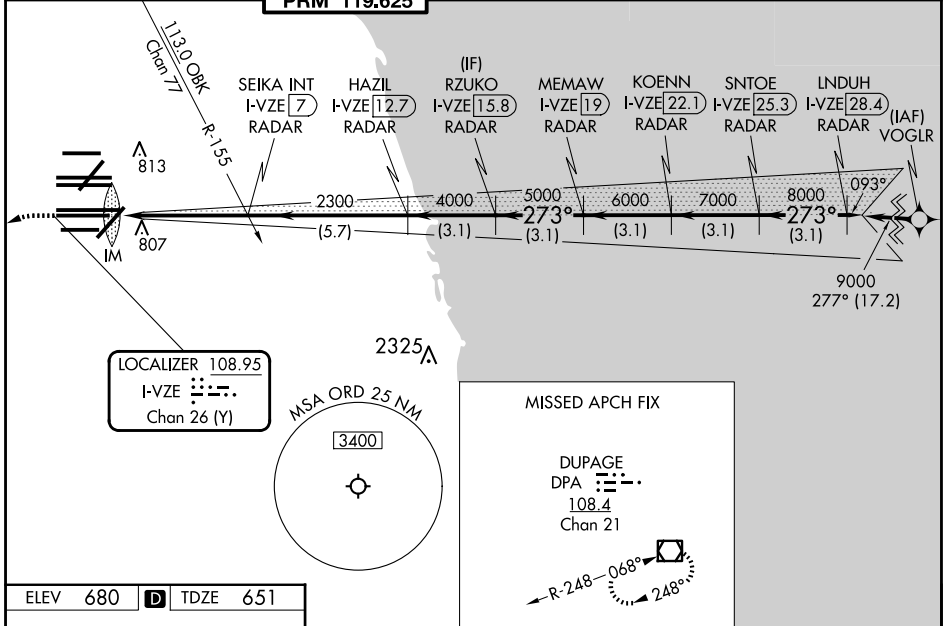 PRM 119.625
113.0 OBK
Chan 77
R-155
SEIKA INT
I-VZE 7
RADAR
HAZIL
I-VZE 12.7
RADAR
(IF)
RZUKO
I-VZE 15.8
RADAR
MEMAW
I-VZE 19
RADAR
KOENN
I-VZE 22.1
RADAR
SNTOE
I-VZE 25.3
RADAR
LNDUH
I-VZE 28.4
RADAR
(IAF)
VOGLR
813
807
IM
2300
4000
5000
6000
7000
8000
093°
273°
273°
(5.7)
(3.1)
(3.1)
(3.1)
(3.1)
(3.1)
9000
277° (17.2)
LOCALIZER 108.95
I-VZE
Chan 26 (Y)
2325
MSA ORD 25 NM
3400
MISSED APCH FIX
DUPAGE
DPA
108.4
Chan 21
R-248
068°
248°
ELEV 680 D TDZE 651